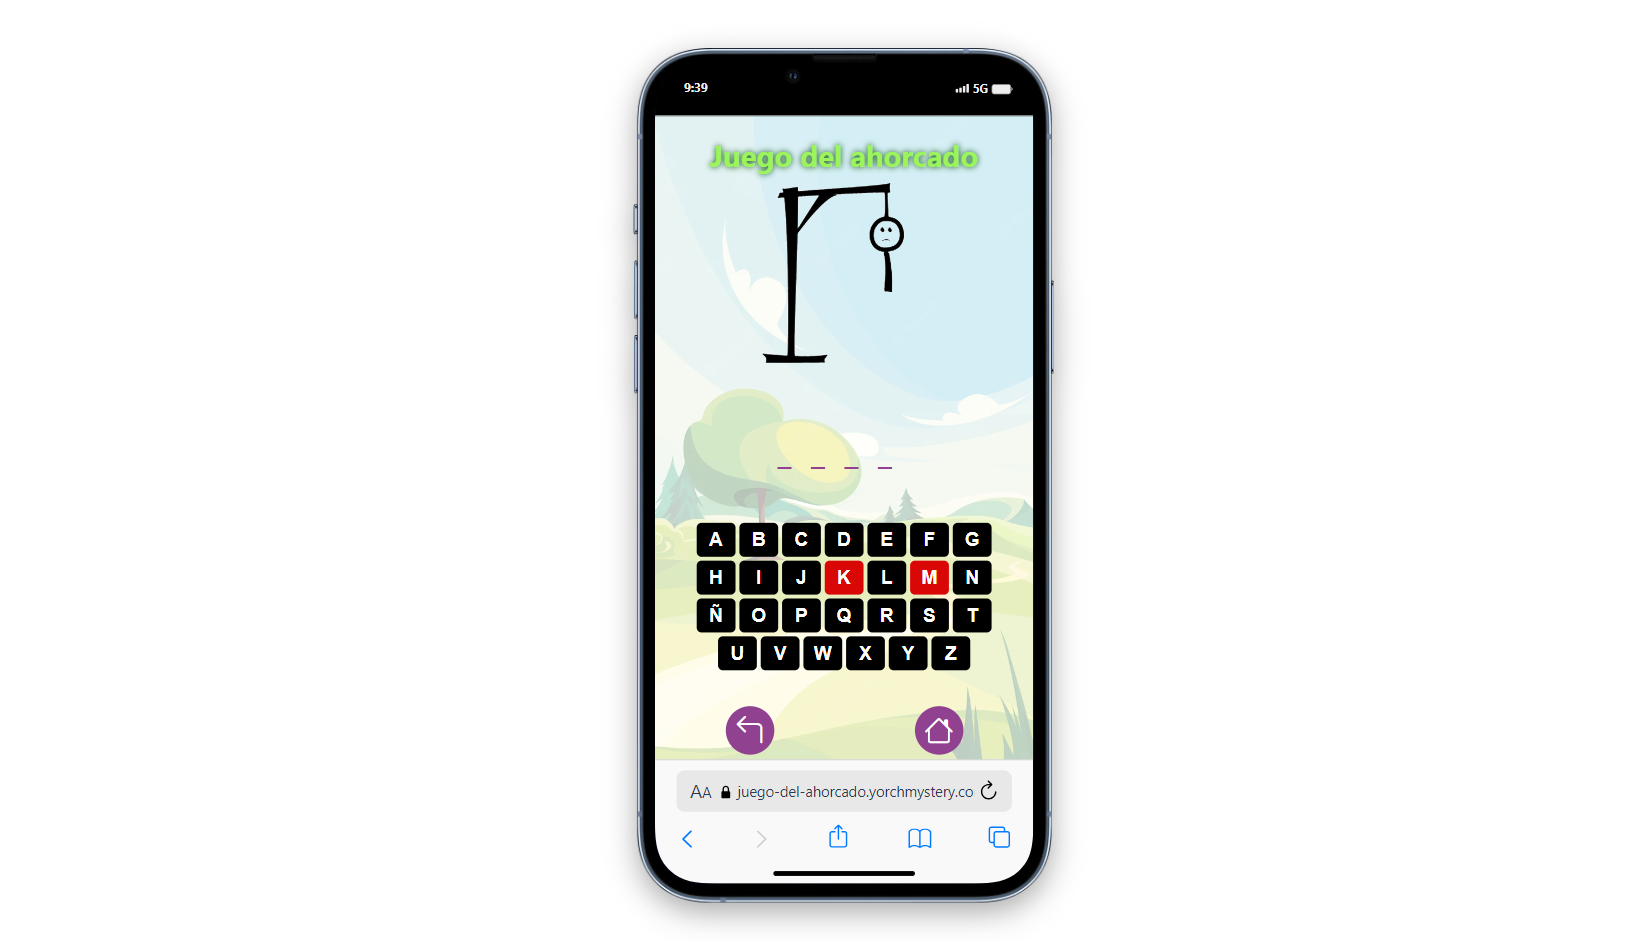 9:39 5G
Juego del ahorcado
_ _ _ _
A B C D E F G
H I J K L M N
Ñ O P Q R S T
U V W X Y Z
AA juego-del-ahorcado.yorchmystery.co